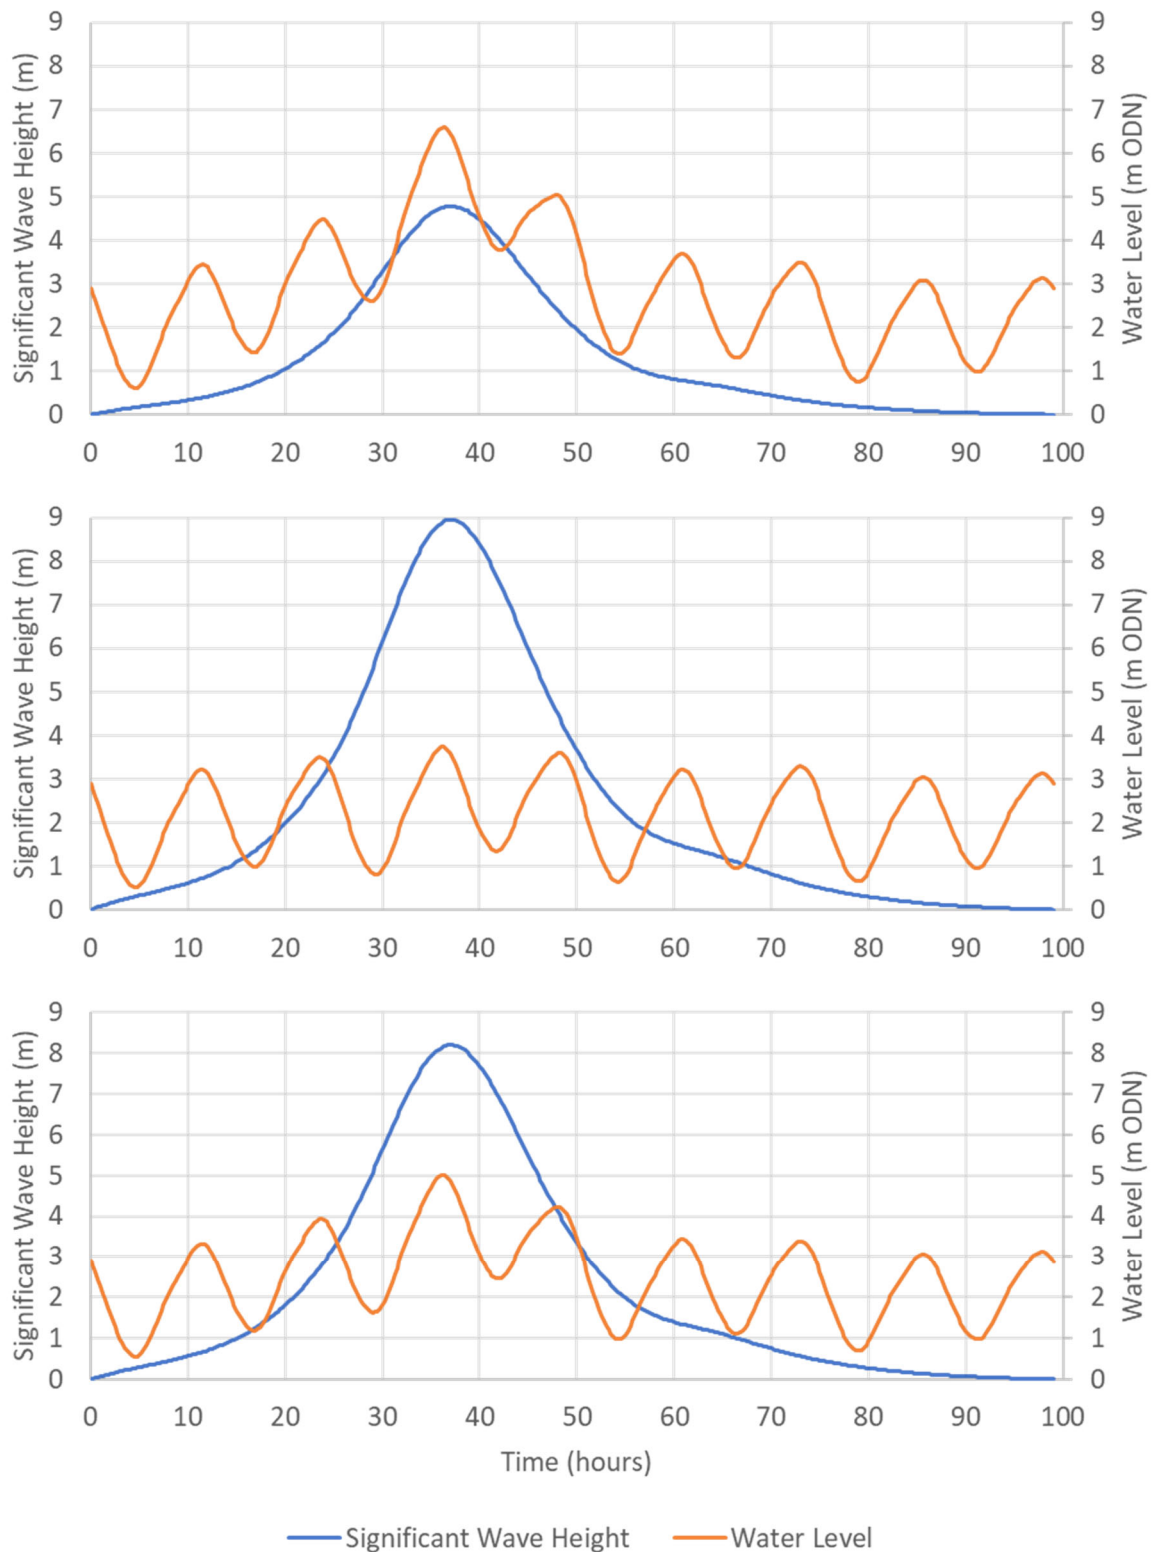 9 9
8 8
7 7
6 6
5 5
4 4
3 3
2 2
1 1
0 0
Significant Wave Height (m)
Water Level (m ODN)
0 10 20 30 40 50 60 70 80 90 100
9 9
8 8
7 7
6 6
5 5
4 4
3 3
2 2
1 1
0 0
Significant Wave Height (m)
Water Level (m ODN)
0 10 20 30 40 50 60 70 80 90 100
9 9
8 8
7 7
6 6
5 5
4 4
3 3
2 2
1 1
0 0
Significant Wave Height (m)
Water Level (m ODN)
0 10 20 30 40 50 60 70 80 90 100
Time (hours)
Significant Wave Height Water Level